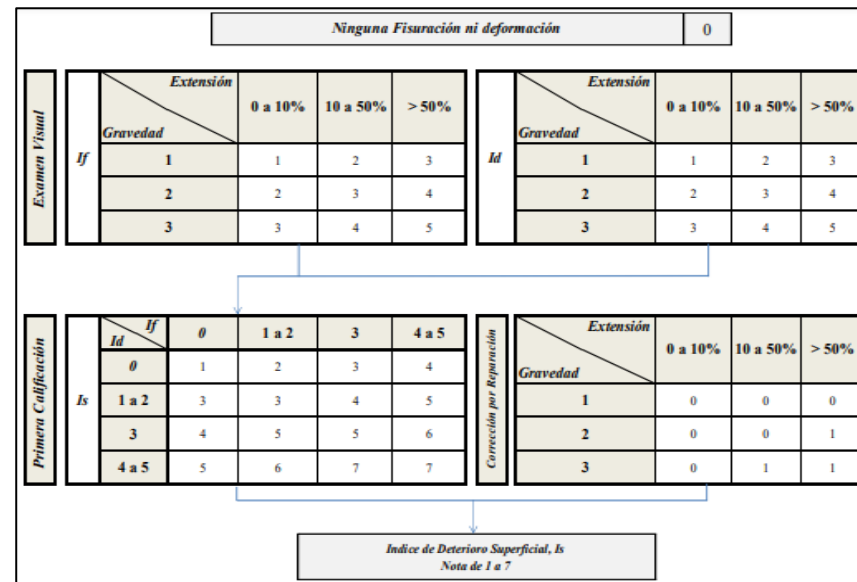 Ninguna Fisuración ni deformación 0
Examen Visual
If
Extensión
Gravedad
0 a 10% 10 a 50% > 50%
1 1 2 3
2 2 3 4
3 3 4 5
Id
Extensión
Gravedad
0 a 10% 10 a 50% > 50%
1 1 2 3
2 2 3 4
3 3 4 5
Primera Calificación
Is
If
Id
0 1 a 2 3 4 a 5
0 1 2 3 4
1 a 2 3 3 4 5
3 4 5 5 6
4 a 5 5 6 7 7
Corrección por Reparación
Extensión
Gravedad
0 a 10% 10 a 50% > 50%
1 0 0 0
2 0 0 1
3 0 1 1
Indice de Deterioro Superficial, Is
Nota de 1 a 7